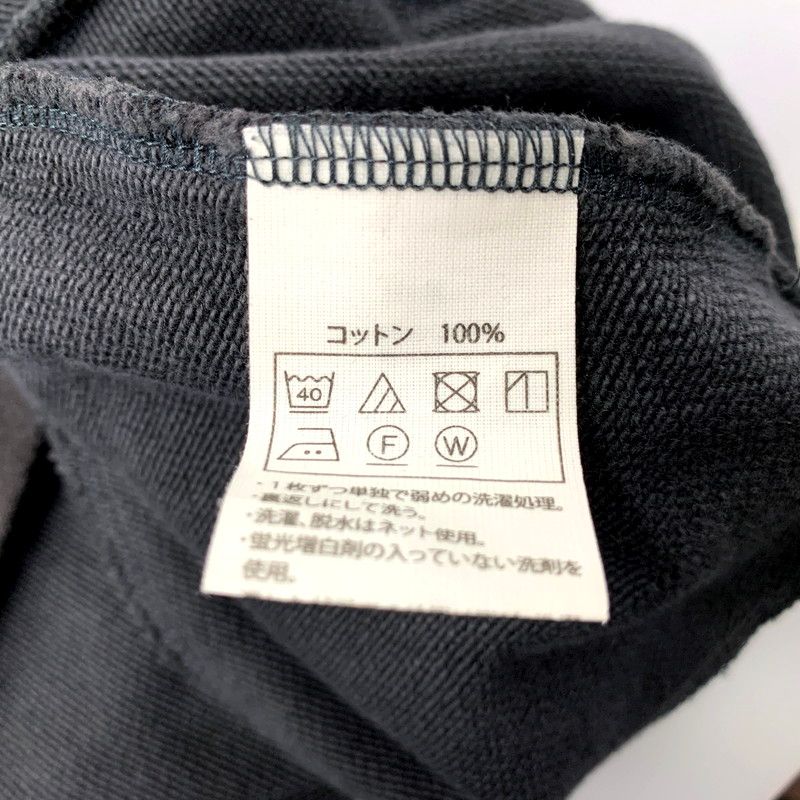 コットン 100%
40
F W
・1枚ずつ単独で弱めの洗濯処理。
・裏返しにして洗う。
・洗濯、脱水はネット使用。
・蛍光増白剤の入っていない洗剤を
使用。